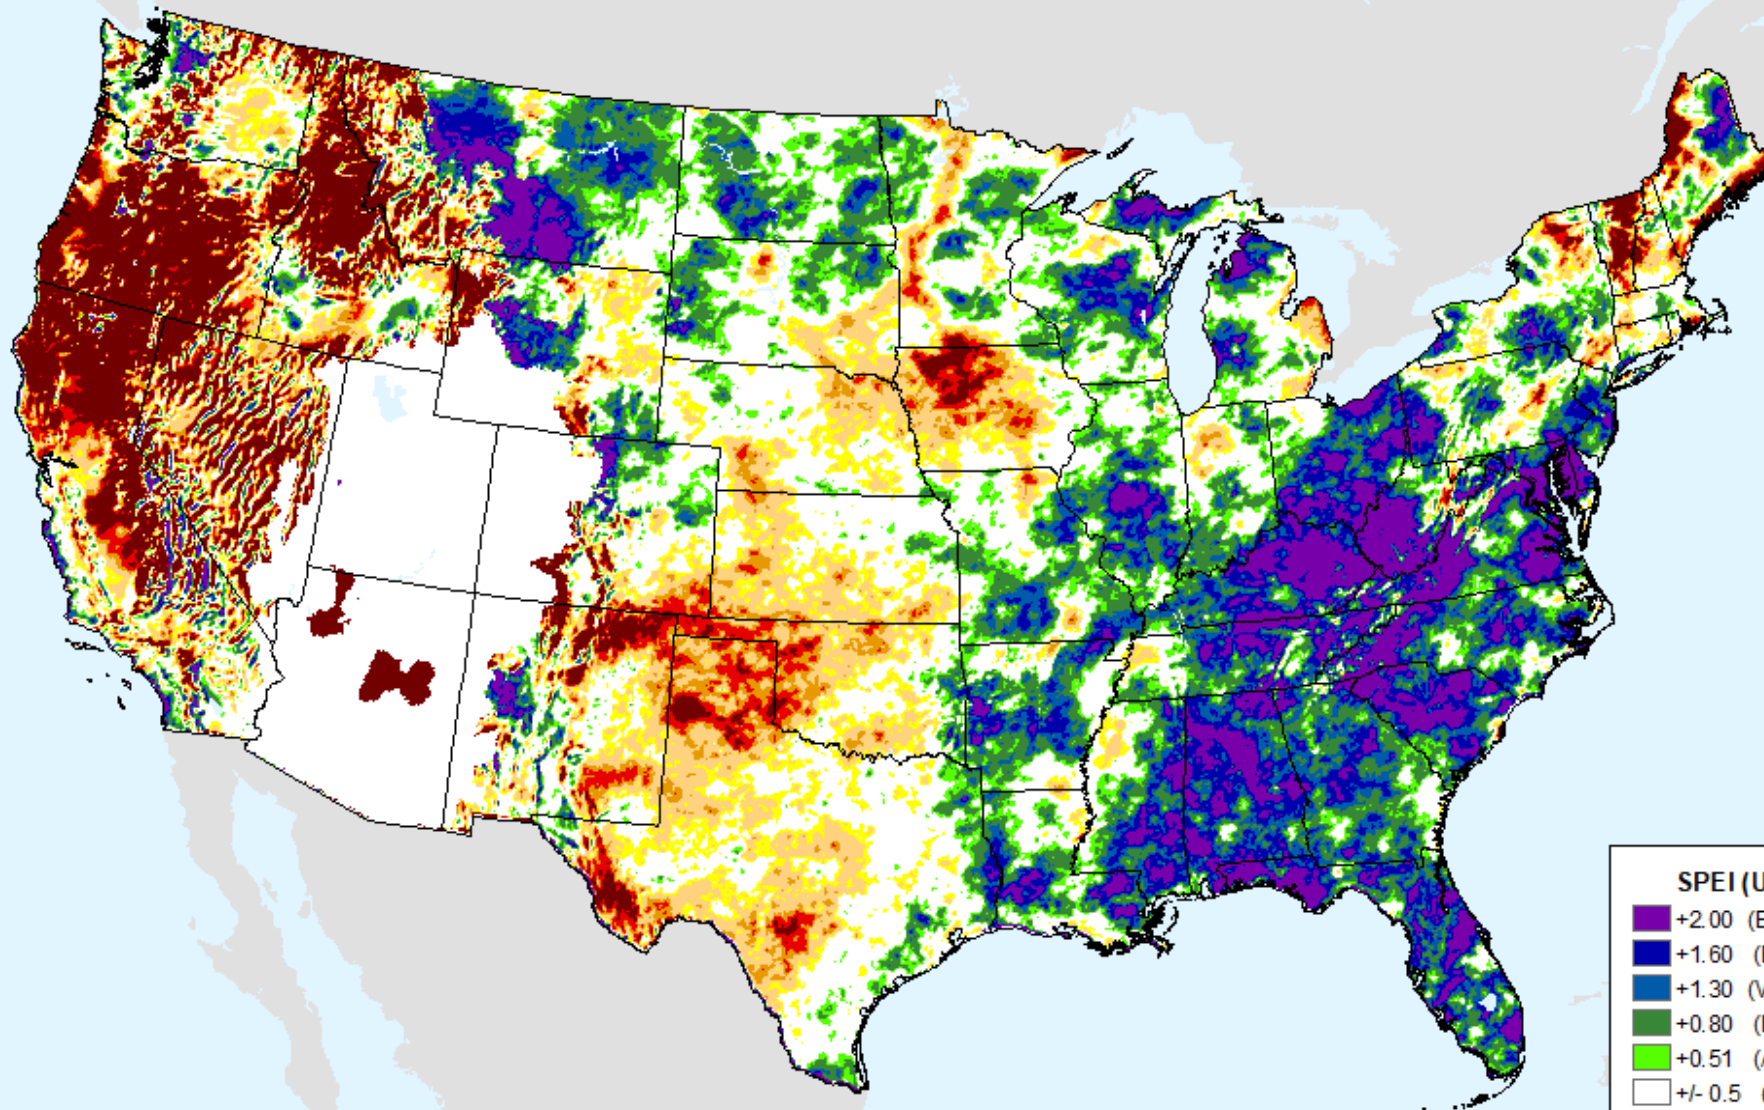 SPEI (U
+2.00 (E
+1.60 (
+1.30 (V
+0.80 (
+0.51 (
+/- 0.5 (